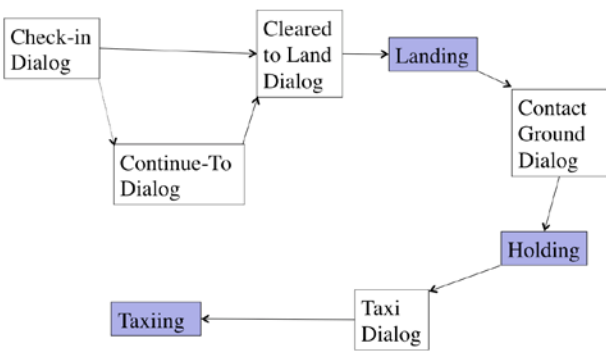 Check-in
Dialog
Cleared
to Land
Dialog
Landing
Contact
Ground
Dialog
Continue-To
Dialog
Holding
Taxi
Dialog
Taxiing